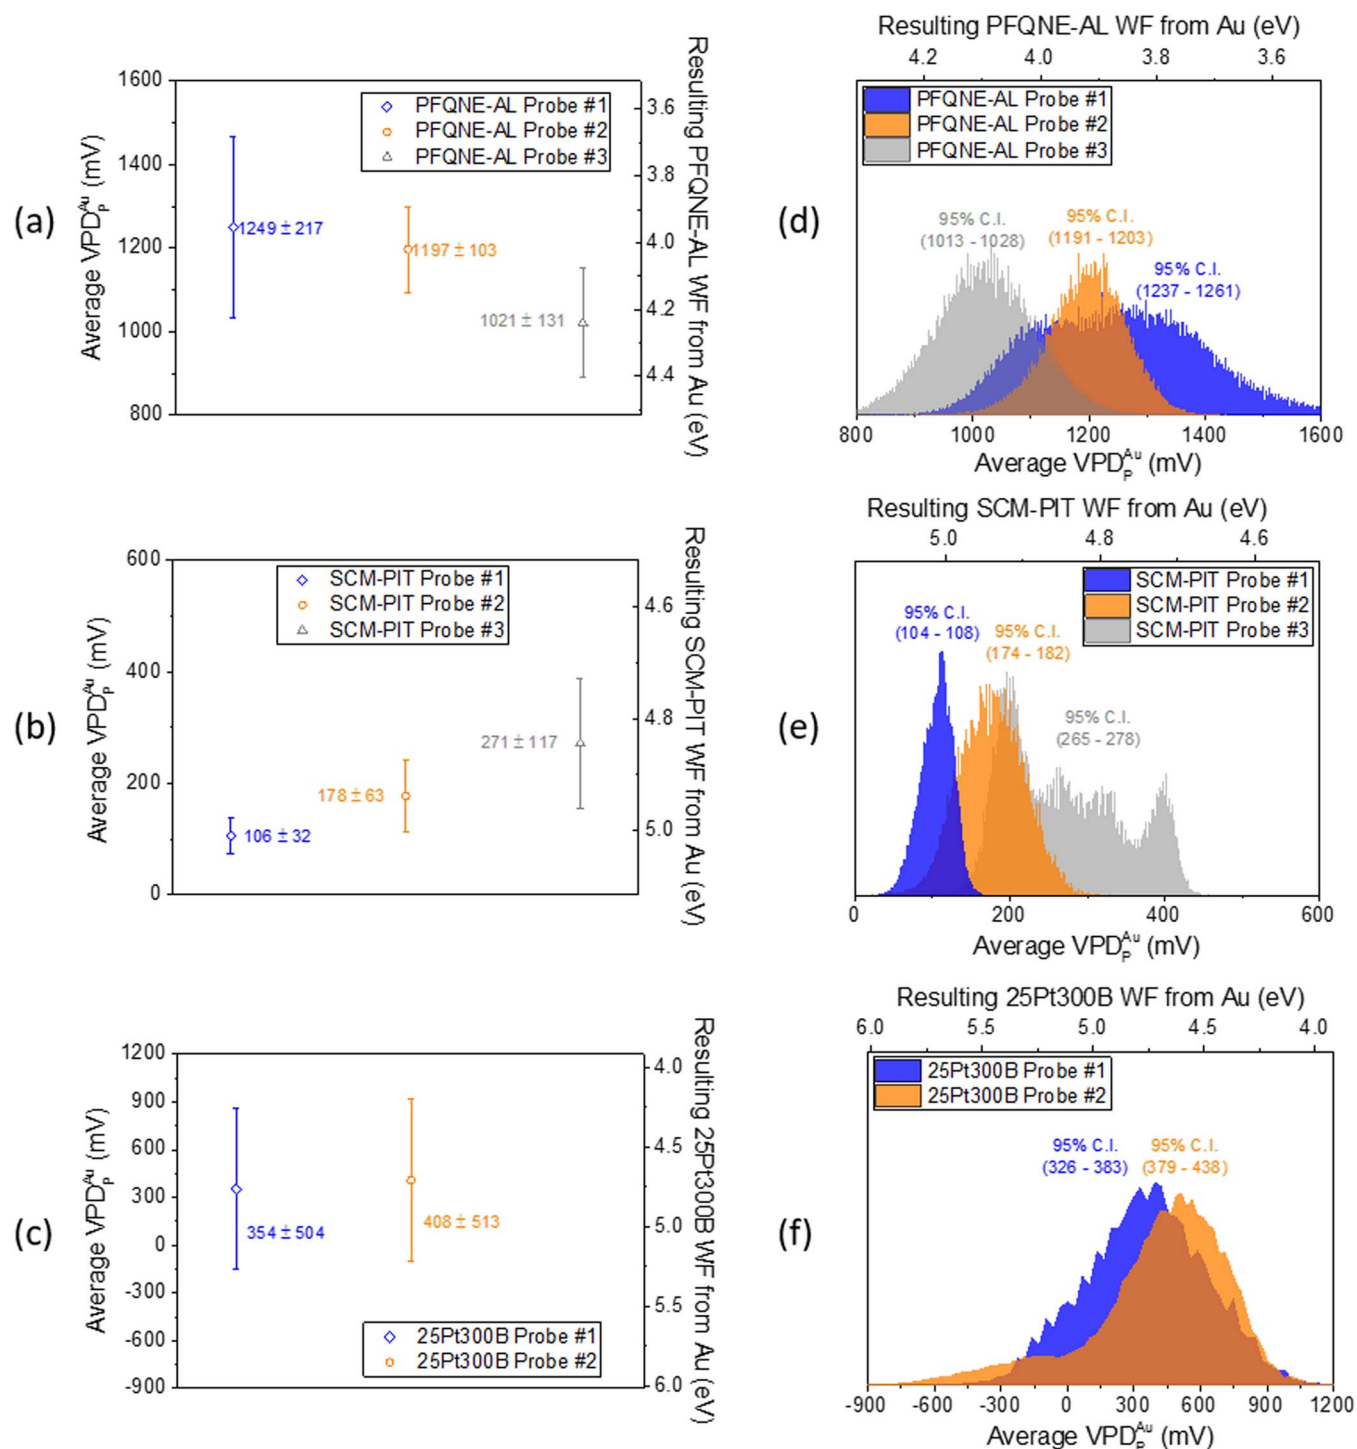 (a)
Average VPD_P^Au (mV)
1600
1400
1200
1000
800
PFQNE-AL Probe #1
PFQNE-AL Probe #2
PFQNE-AL Probe #3
1249 ± 217
1197 ± 103
1021 ± 131
3.6
3.8
4.0
4.2
4.4
Resulting PFQNE-AL WF from Au (eV)
(d)
Resulting PFQNE-AL WF from Au (eV)
4.2 4.0 3.8 3.6
PFQNE-AL Probe #1
PFQNE-AL Probe #2
PFQNE-AL Probe #3
95% C.I.
(1013 - 1028)
95% C.I.
(1191 - 1203)
95% C.I.
(1237 - 1261)
800 1000 1200 1400 1600
Average VPD_P^Au (mV)
(b)
Average VPD_P^Au (mV)
600
400
200
0
SCM-PIT Probe #1
SCM-PIT Probe #2
SCM-PIT Probe #3
106 ± 32
178 ± 63
271 ± 117
4.6
4.8
5.0
Resulting SCM-PIT WF from Au (eV)
(e)
Resulting SCM-PIT WF from Au (eV)
5.0 4.8 4.6
SCM-PIT Probe #1
SCM-PIT Probe #2
SCM-PIT Probe #3
95% C.I.
(104 - 108)
95% C.I.
(174 - 182)
95% C.I.
(265 - 278)
0 200 400 600
Average VPD_P^Au (mV)
(c)
Average VPD_P^Au (mV)
1200
900
600
300
0
-300
-600
-900
354 ± 504
408 ± 513
25Pt300B Probe #1
25Pt300B Probe #2
4.0
4.5
5.0
5.5
6.0
Resulting 25Pt300B WF from Au (eV)
(f)
Resulting 25Pt300B WF from Au (eV)
6.0 5.5 5.0 4.5 4.0
25Pt300B Probe #1
25Pt300B Probe #2
95% C.I.
(326 - 383)
95% C.I.
(379 - 438)
-900 -600 -300 0 300 600 900 1200
Average VPD_P^Au (mV)